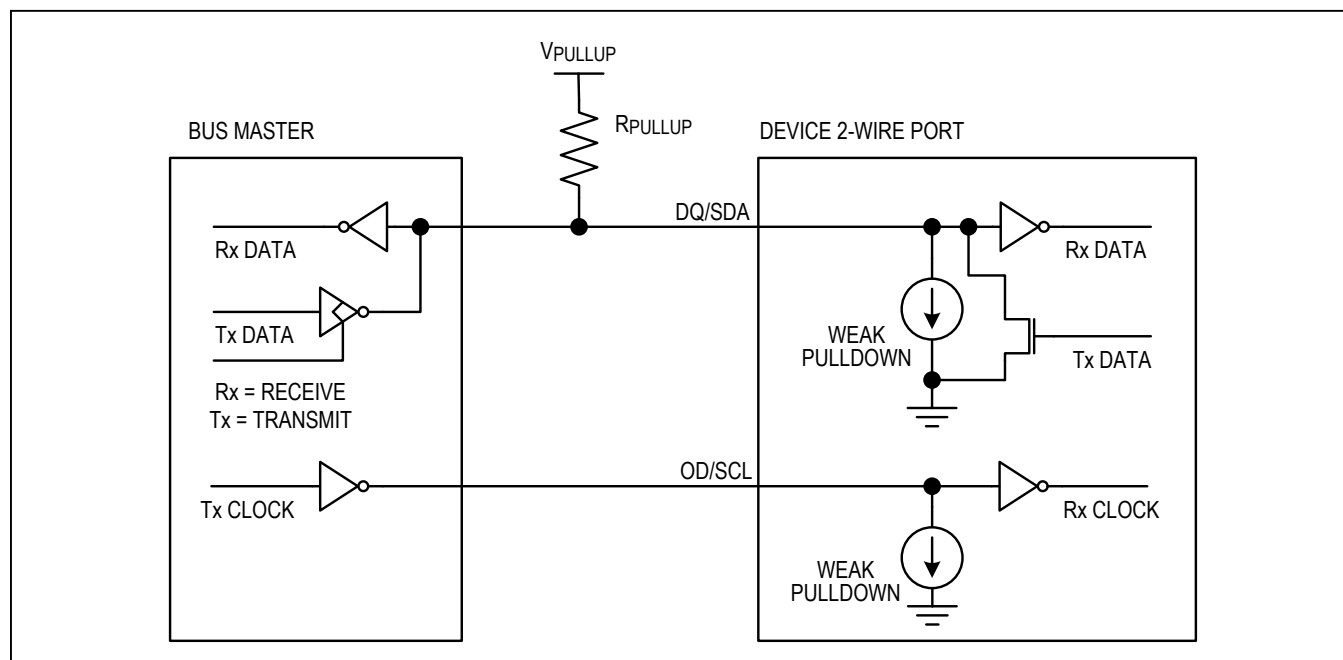 VPULLUP
BUS MASTER
RPULLUP
DEVICE 2-WIRE PORT
DQ/SDA
Rx DATA
Rx DATA
Tx DATA
WEAK
PULLDOWN
Tx DATA
Rx = RECEIVE
Tx = TRANSMIT
OD/SCL
Tx CLOCK
Rx CLOCK
WEAK
PULLDOWN